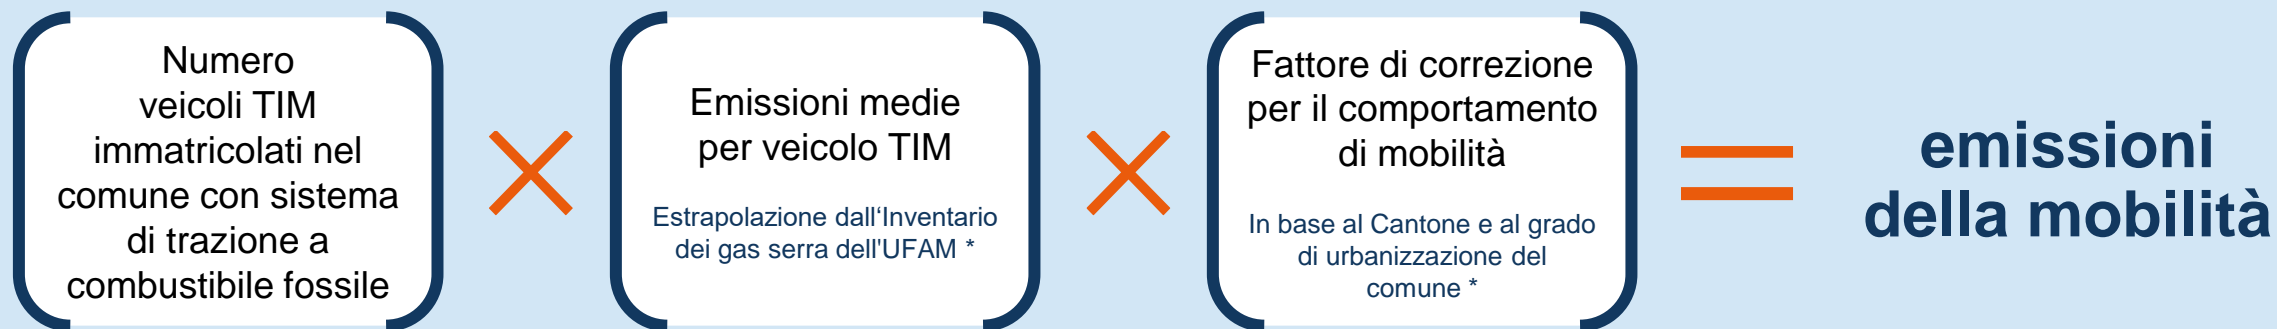 Numero
veicoli TIM
immatricolati nel
comune con sistema
di trazione a
combustibile fossile
Emissioni medie
per veicolo TIM
Estrapolazione dall‘Inventario
dei gas serra dell'UFAM *
Fattore di correzione
per il comportamento
di mobilità
In base al Cantone e al grado
di urbanizzazione del
comune *
emissioni
della mobilità